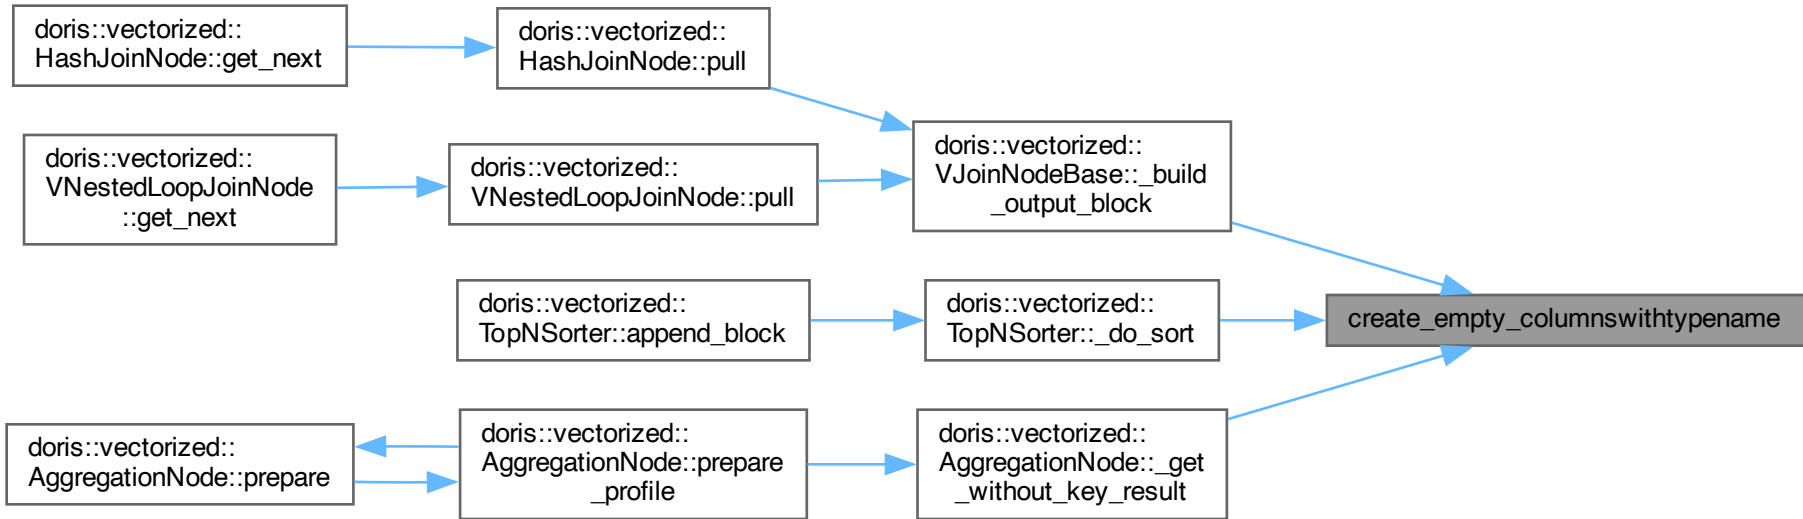 doris::vectorized::
HashJoinNode::get_next
doris::vectorized::
HashJoinNode::pull
doris::vectorized::
VNestedLoopJoinNode
::get_next
doris::vectorized::
VNestedLoopJoinNode::pull
doris::vectorized::
VJoinNodeBase::_build
_output_block
doris::vectorized::
TopNSorter::append_block
doris::vectorized::
TopNSorter::_do_sort
create_empty_columnswithtypename
doris::vectorized::
AggregationNode::prepare
doris::vectorized::
AggregationNode::prepare
_profile
doris::vectorized::
AggregationNode::_get
_without_key_result